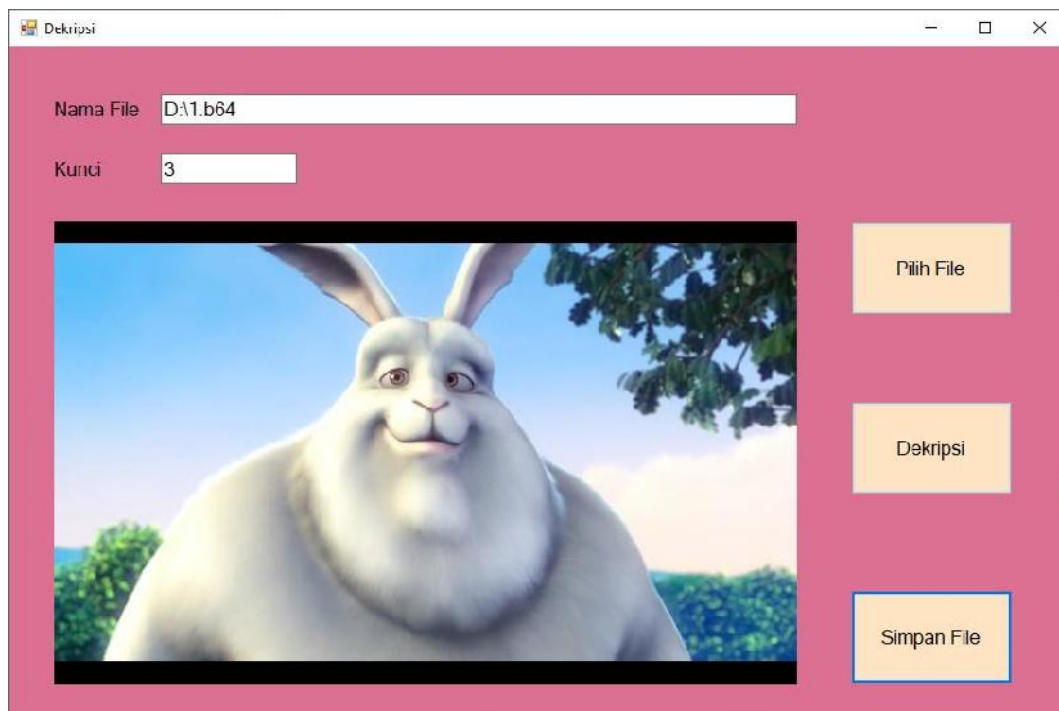 Dekripsi
Nama File D:\1.b64
Kunci 3
Pilih File
Dekripsi
Simpan File